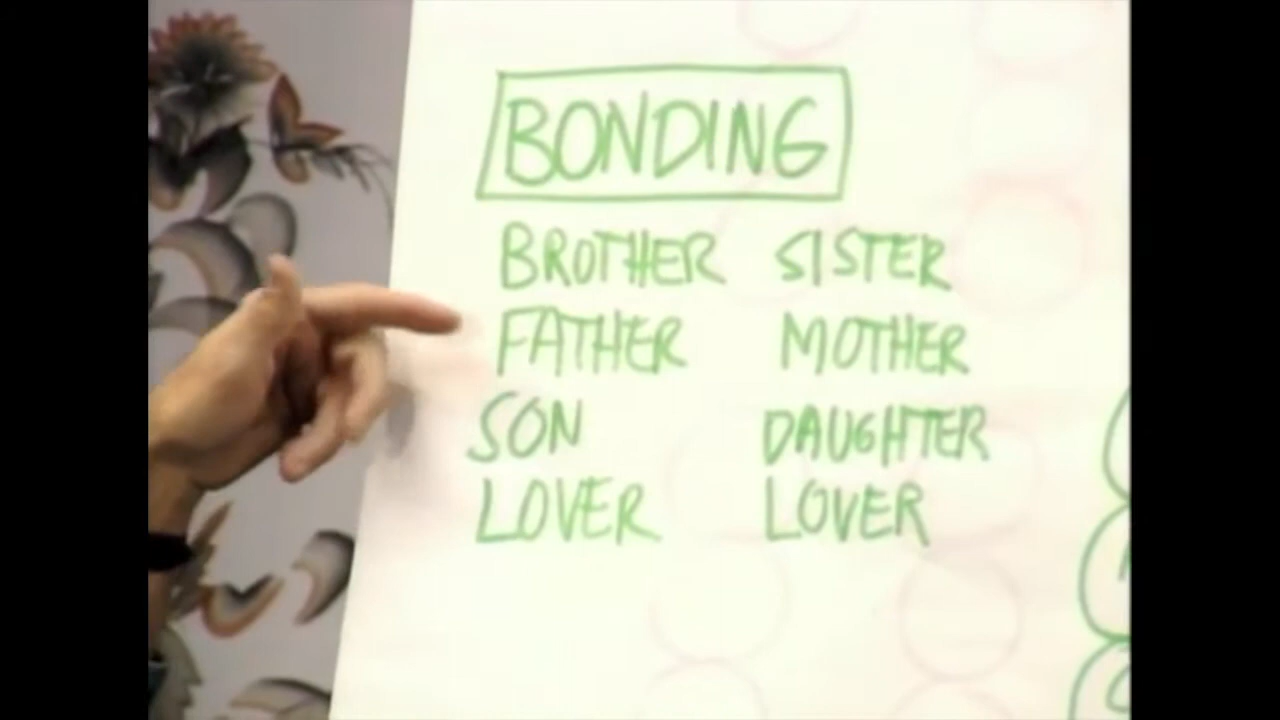 BONDING
BROTHER SISTER
FATHER MOTHER
SON DAUGHTER
LOVER LOVER